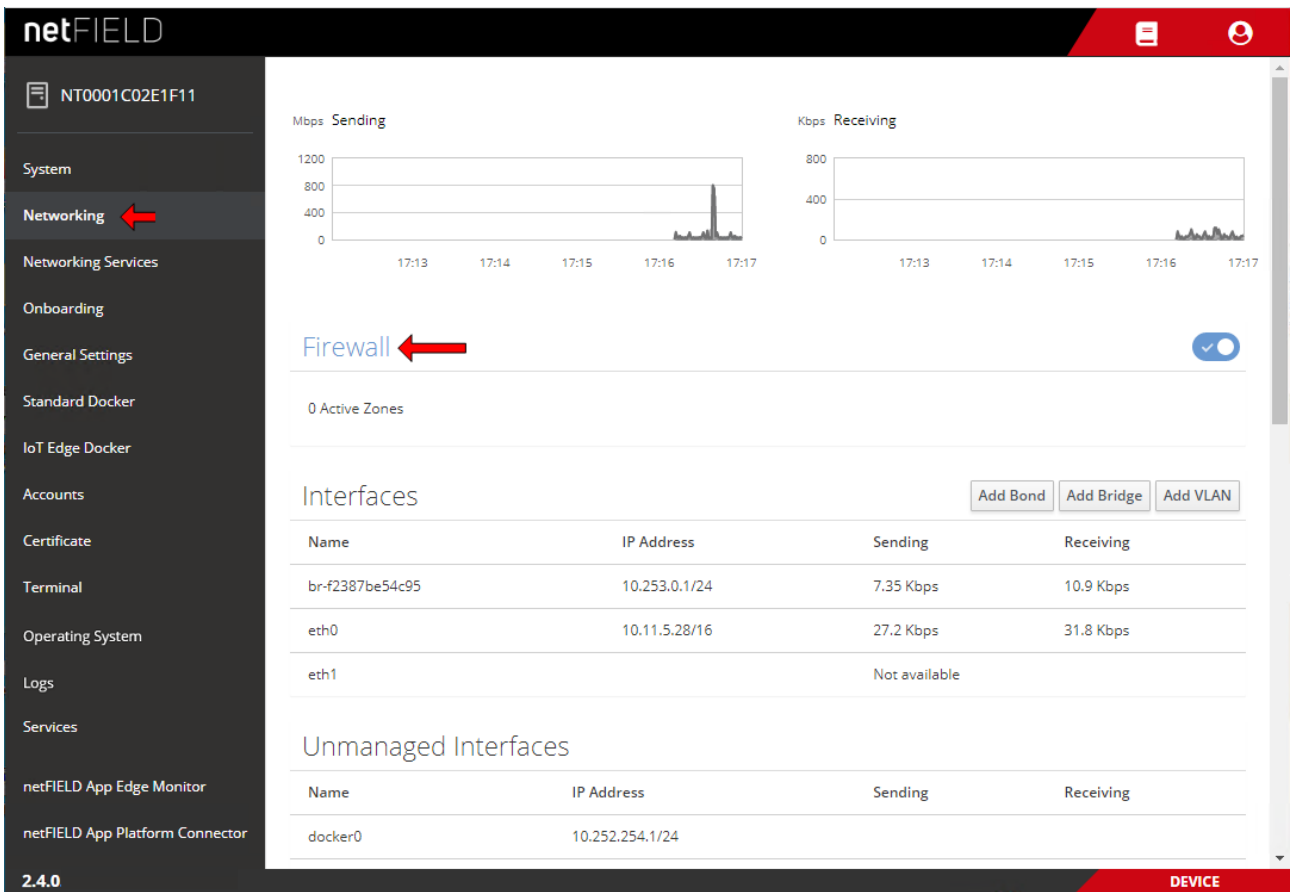 netFIELD
NT0001C02E1F11
System
Networking
Networking Services
Onboarding
General Settings
Standard Docker
IoT Edge Docker
Accounts
Certificate
Terminal
Operating System
Logs
Services
netFIELD App Edge Monitor
netFIELD App Platform Connector
2.4.0
Mbps Sending
1200
800
400
0
17:13 17:14 17:15 17:16 17:17
Kbps Receiving
800
400
0
17:13 17:14 17:15 17:16 17:17
Firewall
0 Active Zones
Interfaces Add Bond Add Bridge Add VLAN
Name IP Address Sending Receiving
br-f2387be54c95 10.253.0.1/24 7.35 Kbps 10.9 Kbps
eth0 10.11.5.28/16 27.2 Kbps 31.8 Kbps
eth1 Not available
Unmanaged Interfaces
Name IP Address Sending Receiving
docker0 10.252.254.1/24
DEVICE